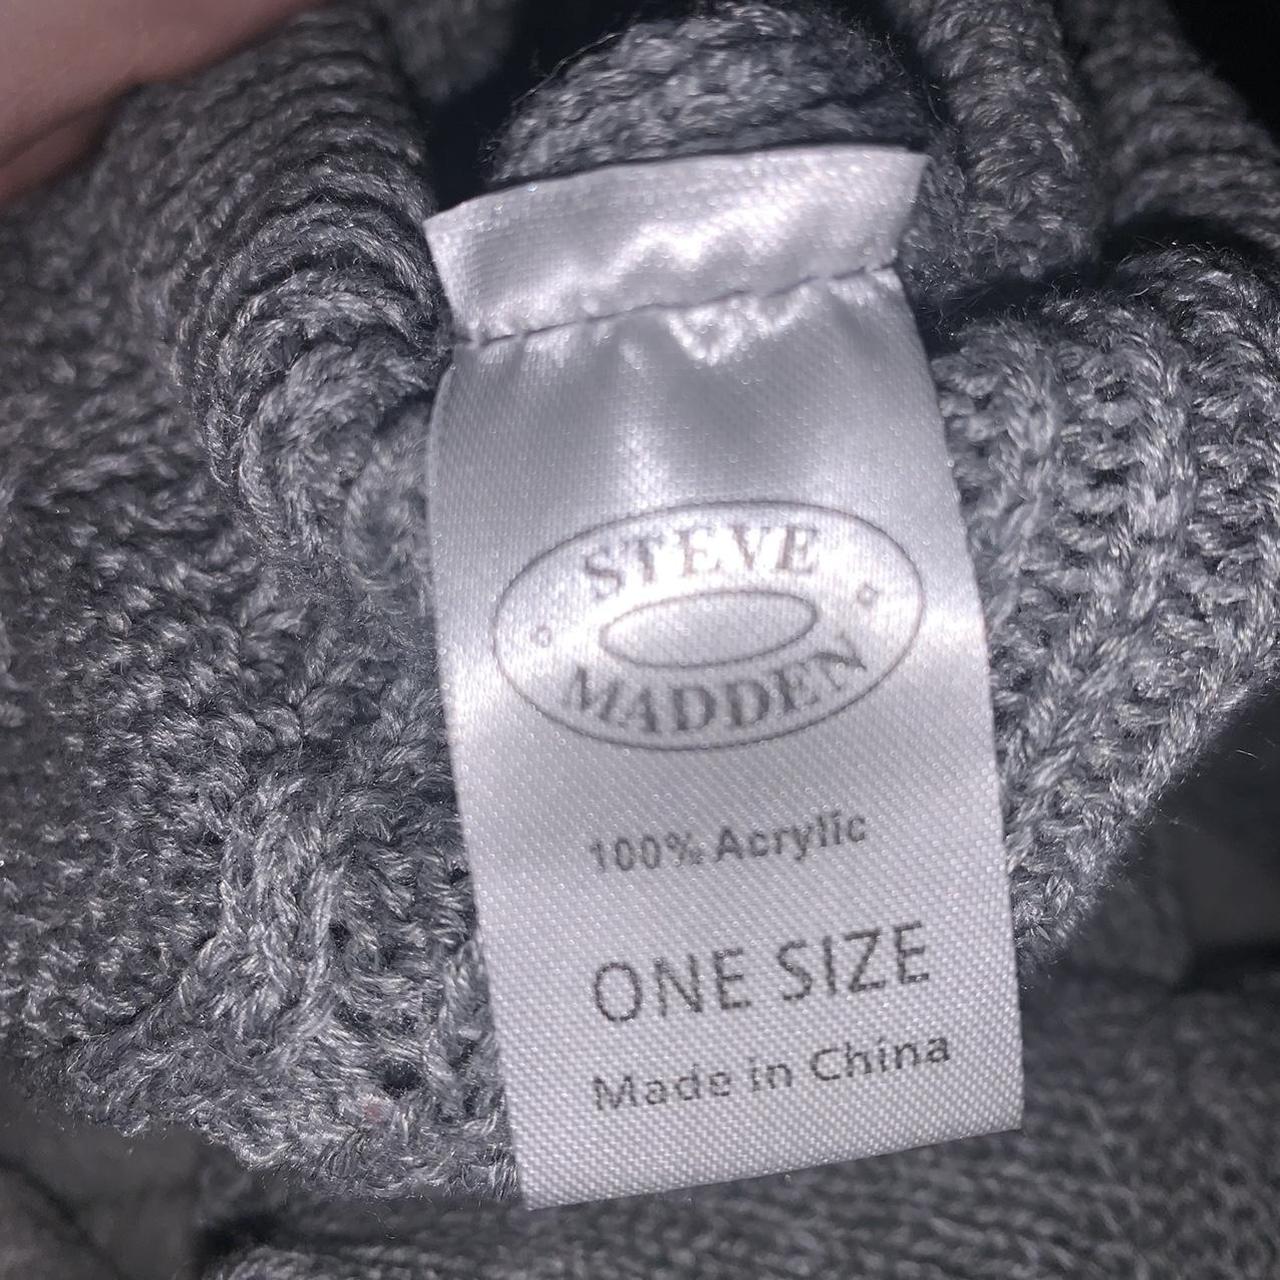 STEVE
MADDEN
100% Acrylic
ONE SIZE
Made in China